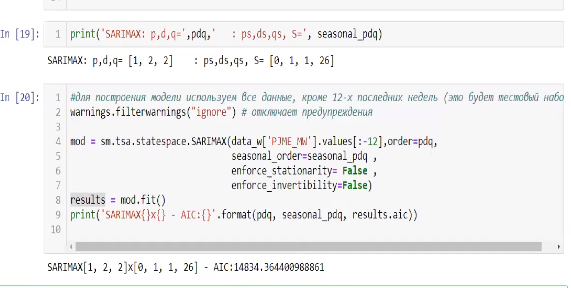 In [19]:
1 print('SARIMAX: p,d,q=',pdq,' : ps,ds,qs, S=', seasonal_pdq)
SARIMAX: p,d,q= [1, 2, 2] : ps,ds,qs, S= [0, 1, 1, 26]
In [20]:
1 #для построения модели используем все данные, кроме 12-х последних недель (это будет тестовый набо
2 warnings.filterwarnings("ignore") # отключает предупреждения
3
4 mod = sm.tsa.statespace.SARIMAX(data_w['PJME_MW'].values[:-12],order=pdq,
5 seasonal_order=seasonal_pdq ,
6 enforce_stationarity= False ,
7 enforce_invertibility=False)
8 results = mod.fit()
9 print('SARIMAX{}x{} - AIC:{}'.format(pdq, seasonal_pdq, results.aic))
10
SARIMAX[1, 2, 2]x[0, 1, 1, 26] - AIC:14834.364400988861